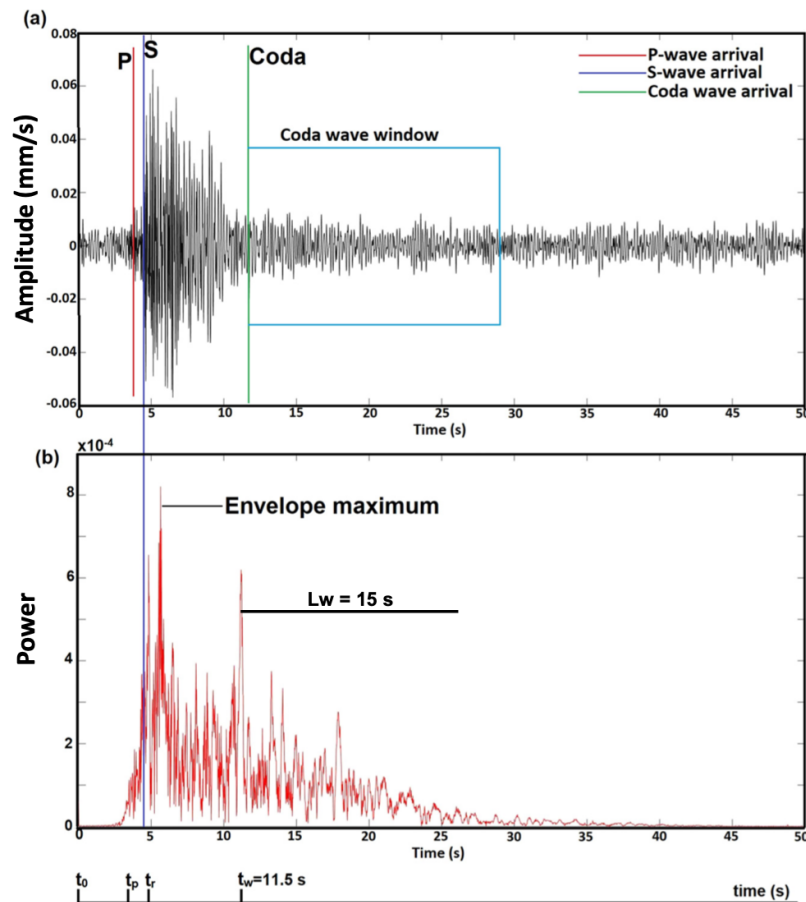 (a)
P
S
Coda
P-wave arrival
S-wave arrival
Coda wave arrival
Coda wave window
Amplitude (mm/s)
0.08
0.06
0.04
0.02
0
-0.02
-0.04
-0.06
0 5 10 15 20 25 30 35 40 45 50
Time (s)
x10-4
(b)
Envelope maximum
Lw = 15 s
Power
8
6
4
2
0
0 5 10 15 20 25 30 35 40 45 50
Time (s)
t0 tp tr tw=11.5 s time (s)